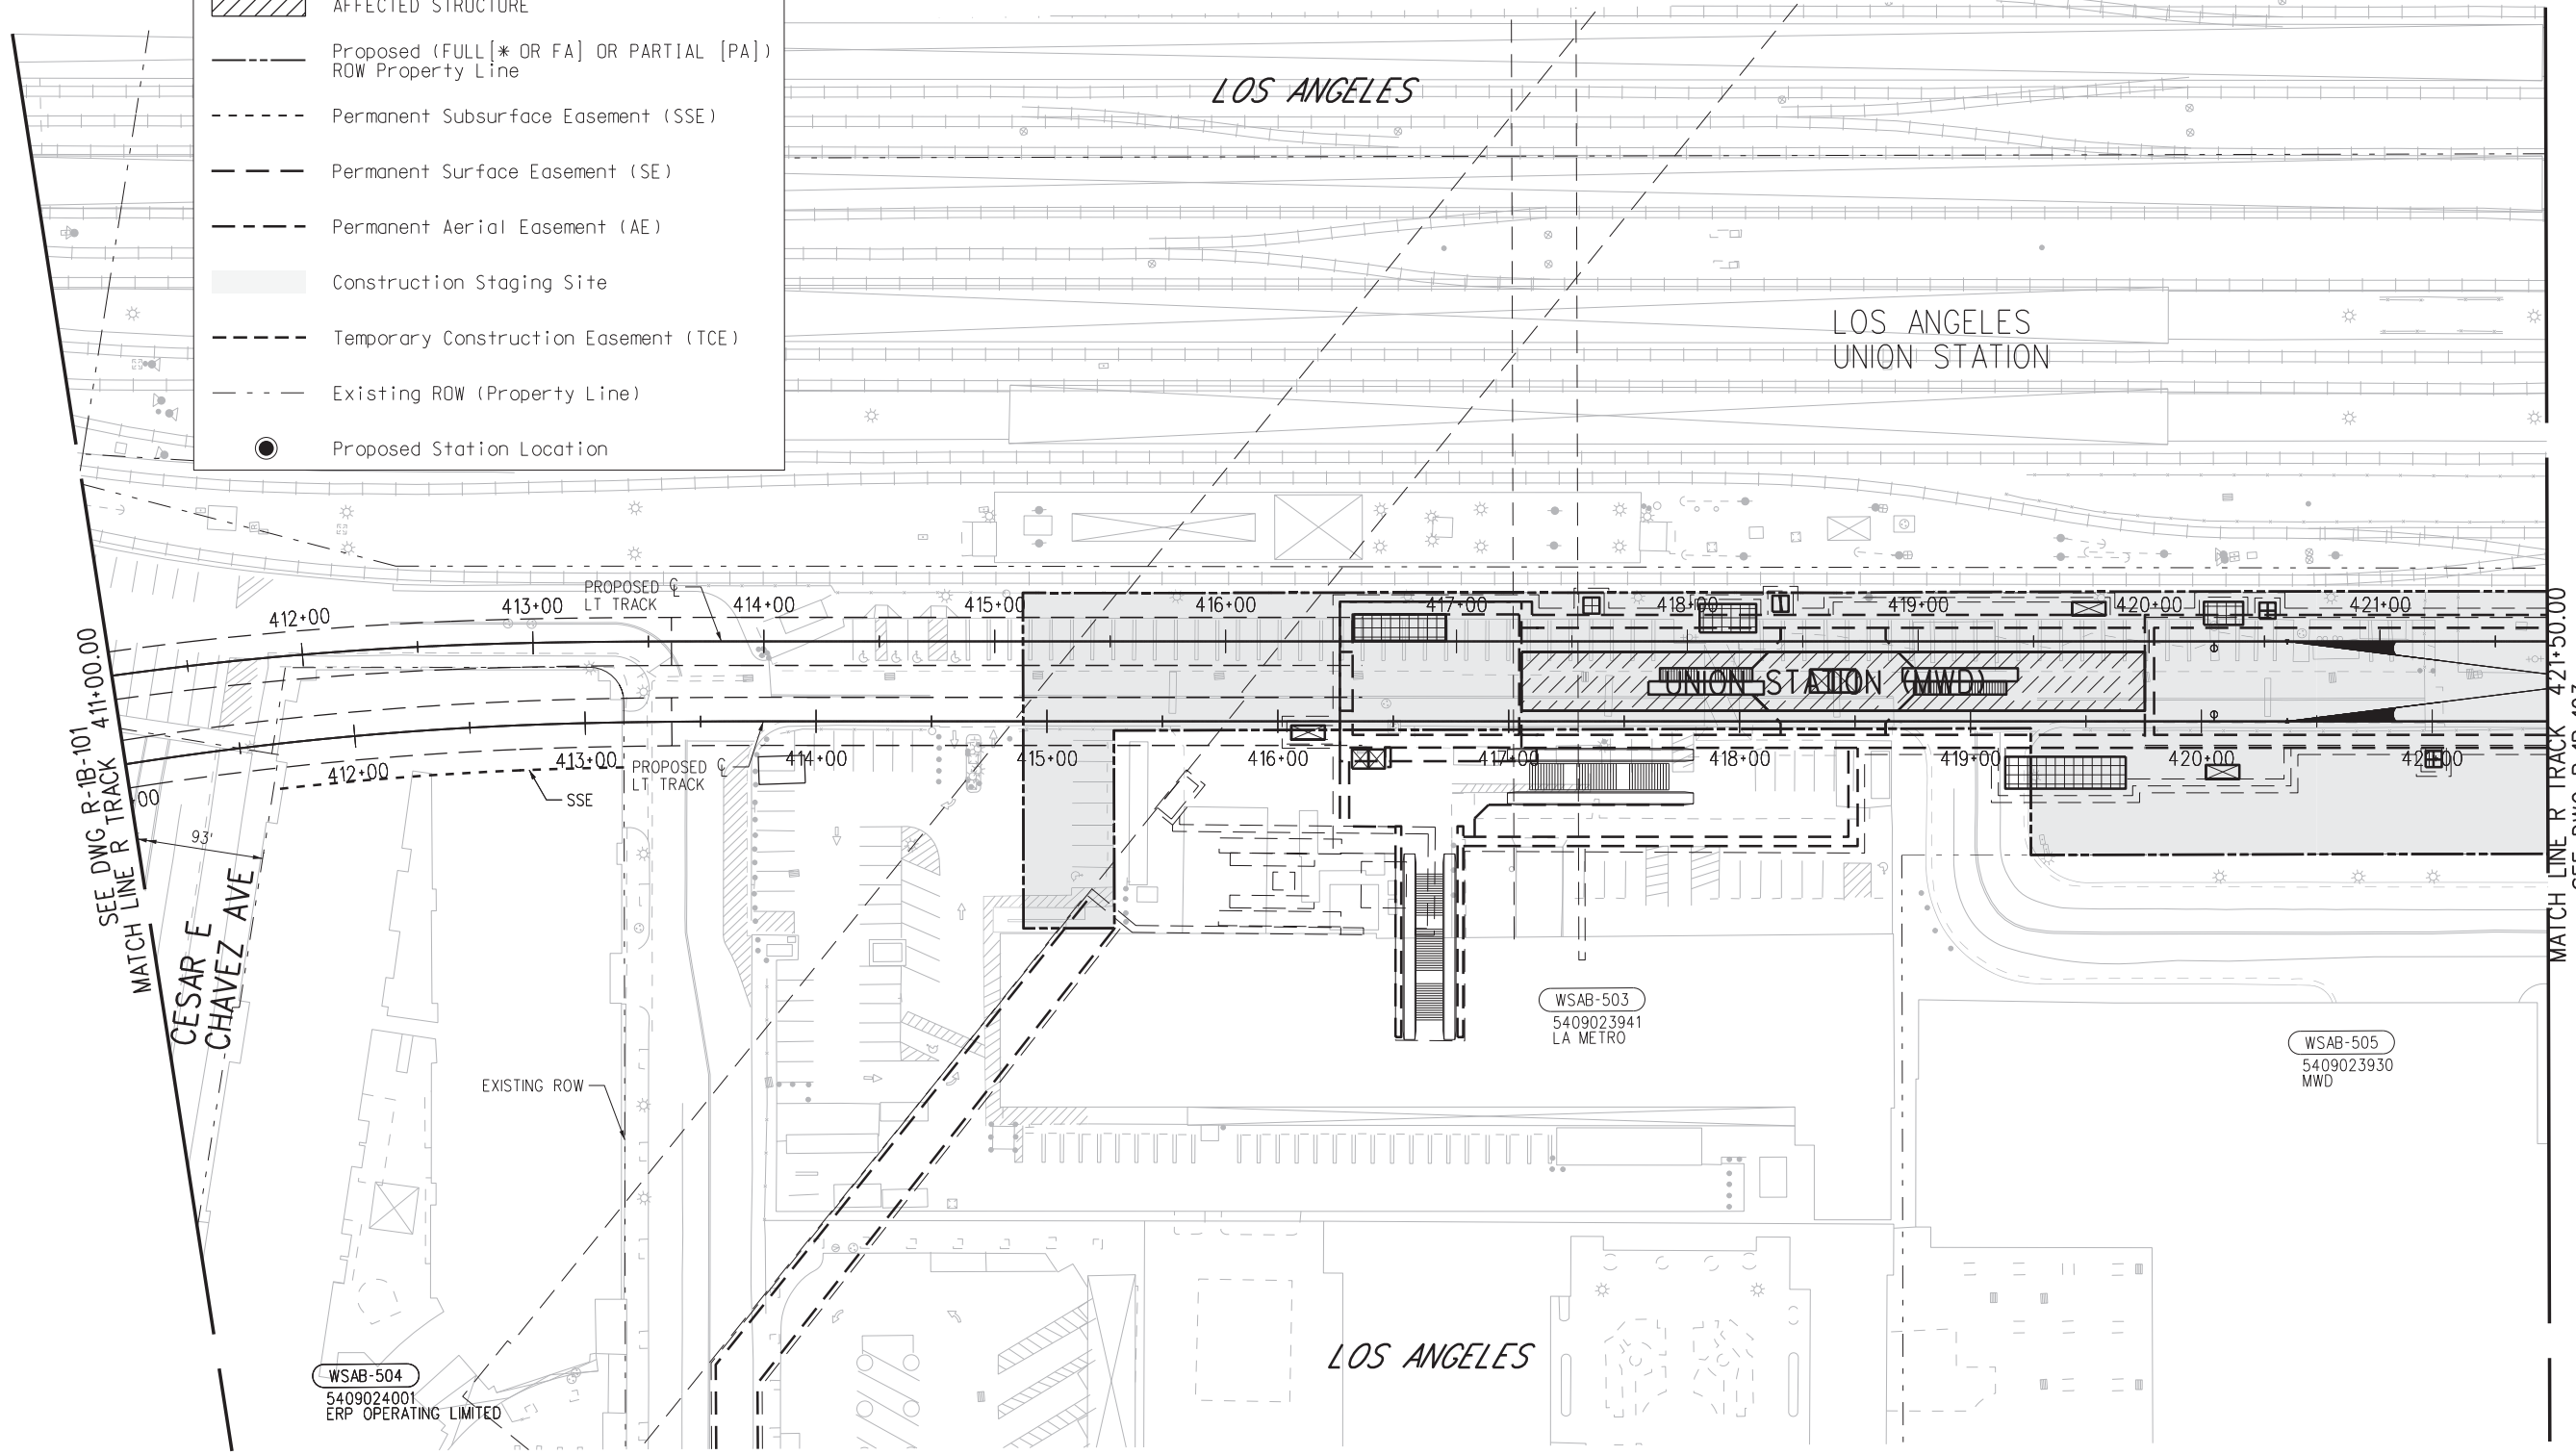 AFFECTED STRUCTURE
Proposed (FULL[* OR FA] OR PARTIAL [PA])
ROW Property Line
Permanent Subsurface Easement (SSE)
Permanent Surface Easement (SE)
Permanent Aerial Easement (AE)
Construction Staging Site
Temporary Construction Easement (TCE)
Existing ROW (Property Line)
Proposed Station Location
LOS ANGELES
LOS ANGELES
UNION STATION
PROPOSED ℄
LT TRACK
412+00
413+00
414+00
415+00
416+00
417+00
418+00
419+00
420+00
421+00
UNION STATION (MWD)
412+00
413+00
PROPOSED ℄
LT TRACK
414+00
415+00
416+00
417+00
418+00
419+00
420+00
421+00
SSE
00
93'
SEE DWG R-1B-101
MATCH LINE R TRACK 411+00.00
MATCH LINE R TRACK 421+50.00
CESAR E
CHAVEZ AVE
EXISTING ROW
WSAB-503
5409023941
LA METRO
WSAB-505
5409023930
MWD
WSAB-504
5409024001
ERP OPERATING LIMITED
LOS ANGELES